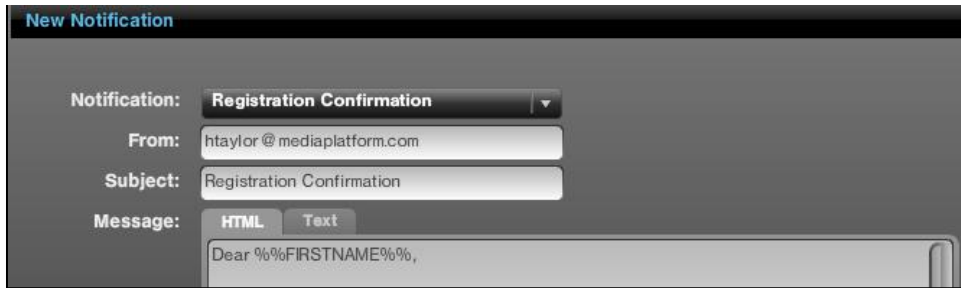 New Notification
Notification: Registration Confirmation
From: htaylor@mediaplatform.com
Subject: Registration Confirmation
Message: HTML Text
Dear %%FIRSTNAME%%,